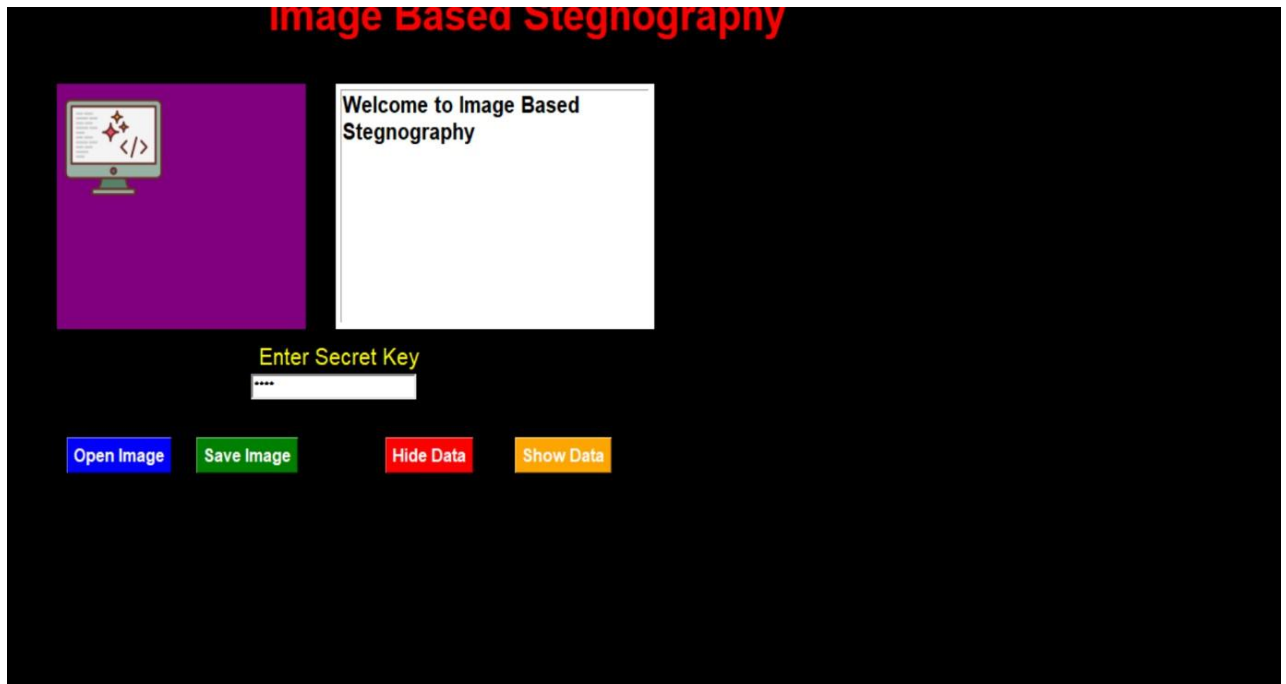 Image Based Stegnography
Welcome to Image Based
Stegnography
Enter Secret Key
****
Open Image
Save Image
Hide Data
Show Data